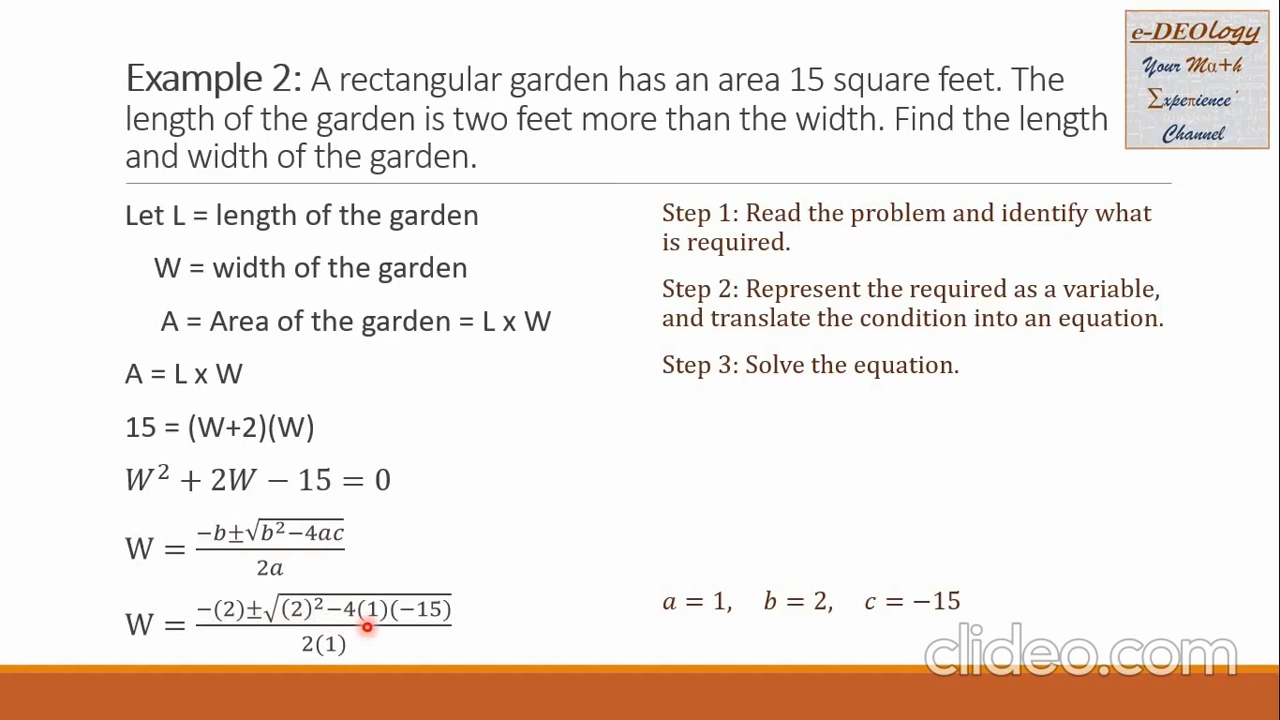 Example 2: A rectangular garden has an area 15 square feet. The
length of the garden is two feet more than the width. Find the length
and width of the garden.
e-DEOlogy
Your Mα+h
Σxpeπience'
Channel
Let L = length of the garden
W = width of the garden
A = Area of the garden = L x W
A = L x W
15 = (W+2)(W)
W² + 2W − 15 = 0
W = (−b±√(b²−4ac))/(2a)
W = (−(2)±√((2)²−4(1)(−15)))/(2(1))
Step 1: Read the problem and identify what
is required.
Step 2: Represent the required as a variable,
and translate the condition into an equation.
Step 3: Solve the equation.
a = 1, b = 2, c = −15
clideo.com